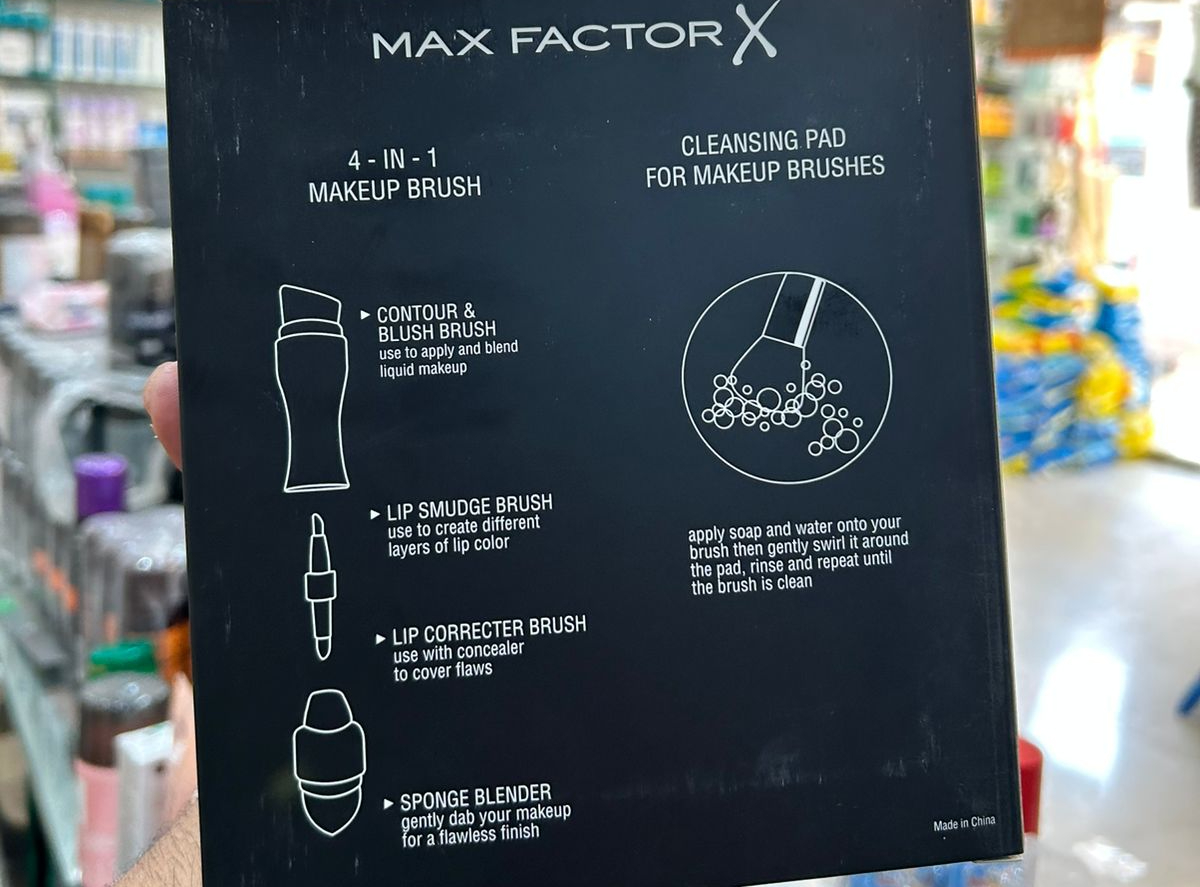 MAX FACTOR X
4 - IN - 1
MAKEUP BRUSH
CONTOUR &
BLUSH BRUSH
use to apply and blend
liquid makeup
LIP SMUDGE BRUSH
use to create different
layers of lip color
LIP CORRECTER BRUSH
use with concealer
to cover flaws
SPONGE BLENDER
gently dab your makeup
for a flawless finish
CLEANSING PAD
FOR MAKEUP BRUSHES
apply soap and water onto your
brush then gently swirl it around
the pad, rinse and repeat until
the brush is clean
Made in China